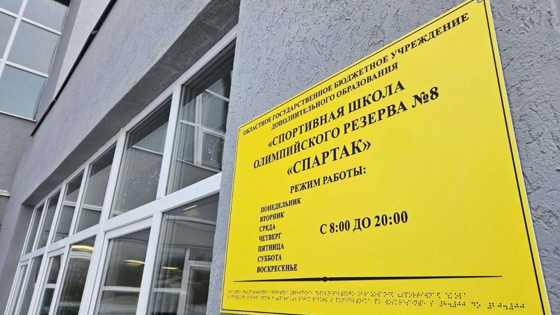 ОБЛАСТНОЕ ГОСУДАРСТВЕННОЕ БЮДЖЕТНОЕ УЧРЕЖДЕНИЕ
ДОПОЛНИТЕЛЬНОГО ОБРАЗОВАНИЯ
«СПОРТИВНАЯ ШКОЛА
ОЛИМПИЙСКОГО РЕЗЕРВА №8
«СПАРТАК»
РЕЖИМ РАБОТЫ:
ПОНЕДЕЛЬНИК
ВТОРНИК
СРЕДА
ЧЕТВЕРГ
ПЯТНИЦА
СУББОТА
ВОСКРЕСЕНЬЕ
С 8:00 ДО 20:00